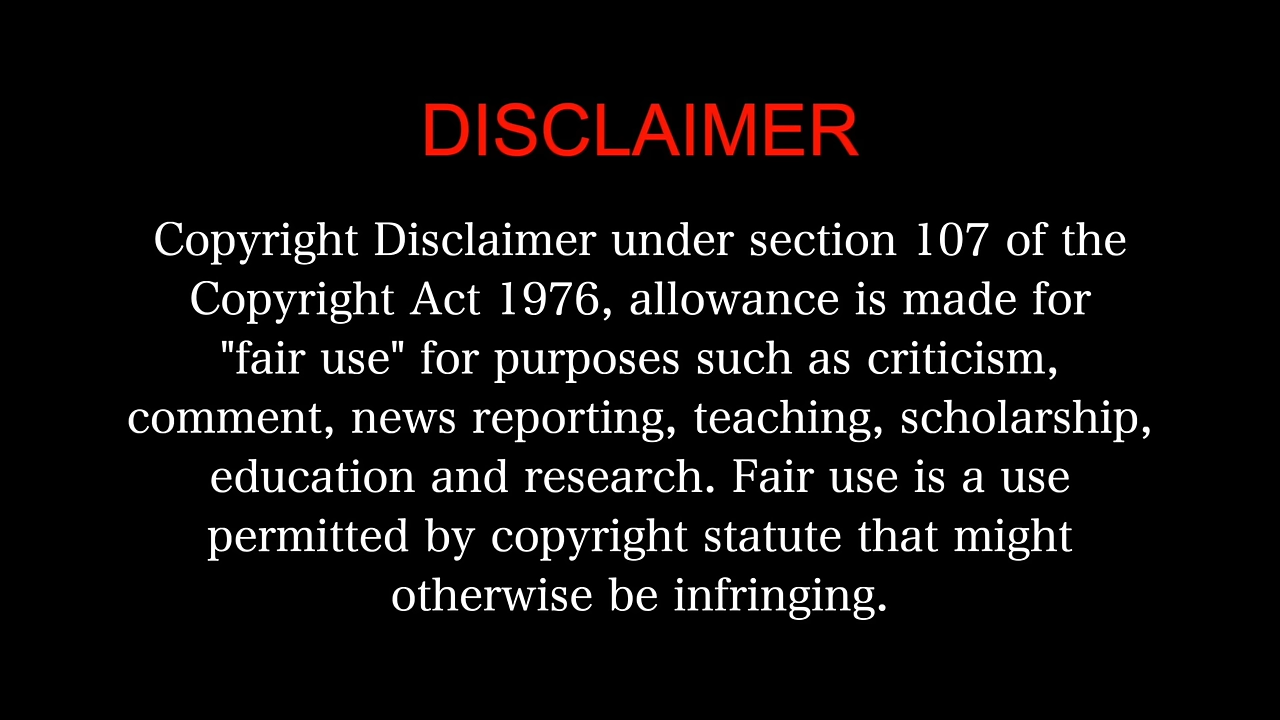 DISCLAIMER
Copyright Disclaimer under section 107 of the
Copyright Act 1976, allowance is made for
"fair use" for purposes such as criticism,
comment, news reporting, teaching, scholarship,
education and research. Fair use is a use
permitted by copyright statute that might
otherwise be infringing.